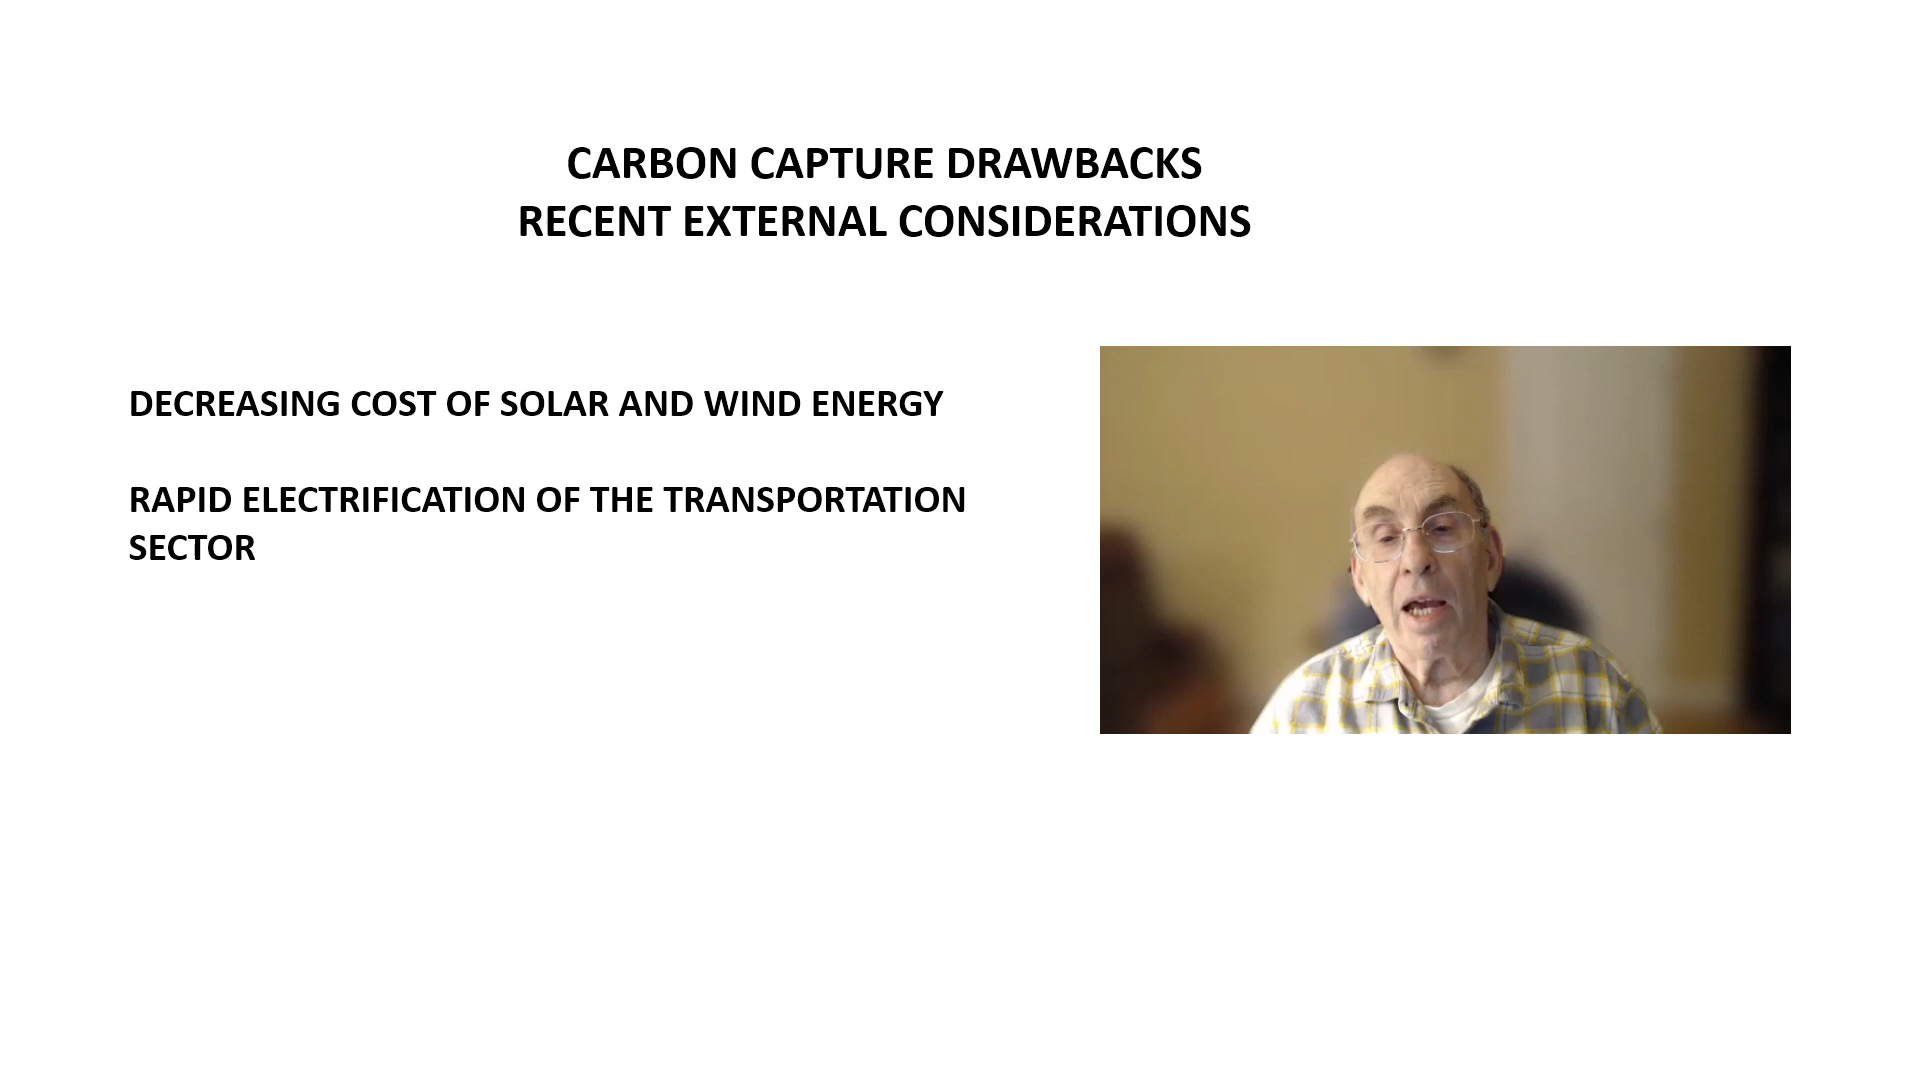 CARBON CAPTURE DRAWBACKS
RECENT EXTERNAL CONSIDERATIONS
DECREASING COST OF SOLAR AND WIND ENERGY
RAPID ELECTRIFICATION OF THE TRANSPORTATION
SECTOR